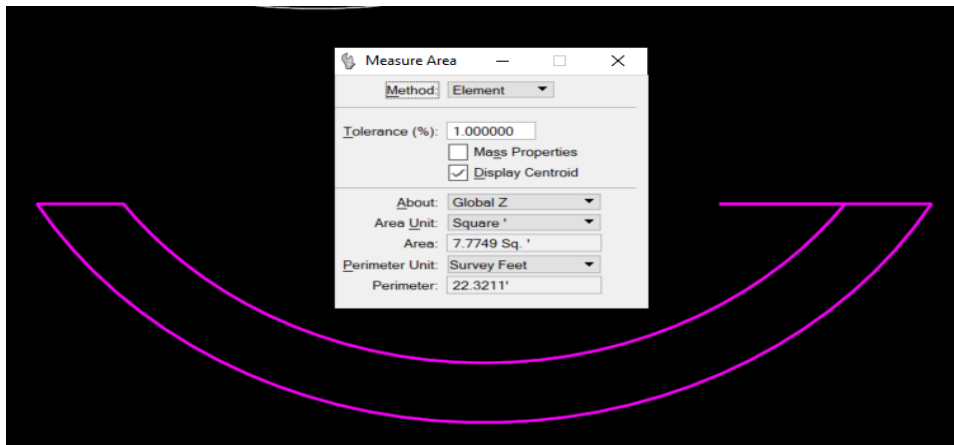 Measure Area
Method: Element
Tolerance (%): 1.000000
Mass Properties
Display Centroid
About: Global Z
Area Unit: Square '
Area: 7.7749 Sq. '
Perimeter Unit: Survey Feet
Perimeter: 22.3211'